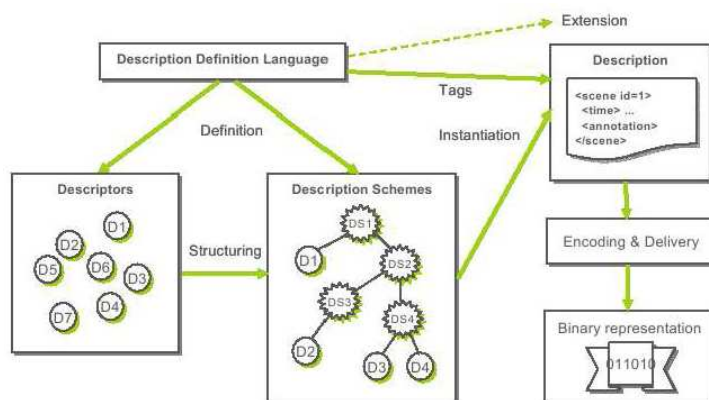 Extension
Description Definition Language
Description
Tags
<scene id=1>
<time> ...
<annotation>
</scene>
Definition
Instantiation
Descriptors
Description Schemes
D1
D2
D5
D6
D3
D7
D4
Structuring
DS1
D1
DS2
DS3
DS4
D2
D3
D4
Encoding & Delivery
Binary representation
011010